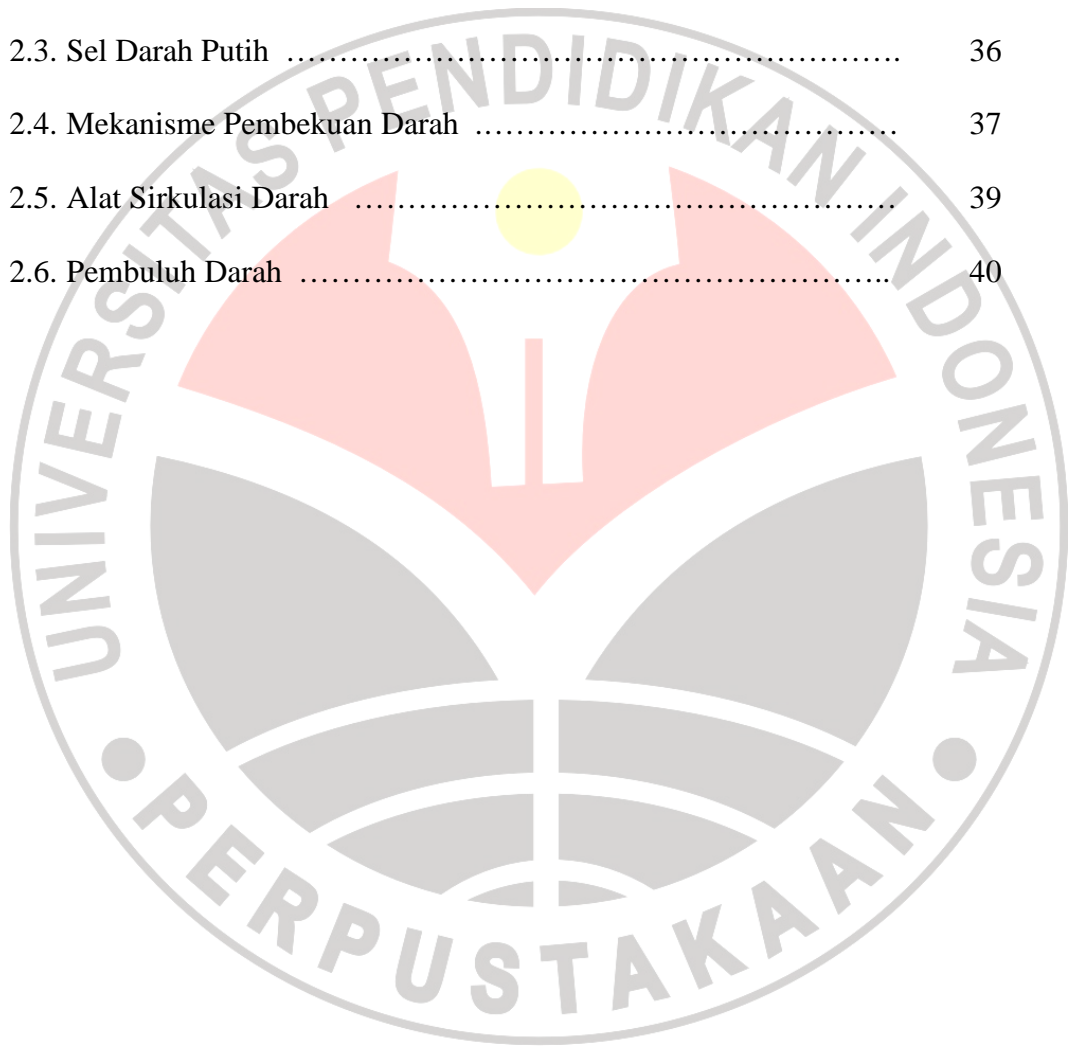 2.3. Sel Darah Putih …………………………………………………. 36
2.4. Mekanisme Pembekuan Darah …………………………………. 37
2.5. Alat Sirkulasi Darah …………………………………………… 39
2.6. Pembuluh Darah ……………………………………………….. 40
UNIVERSITAS PENDIDIKAN INDONESIA
PERPUSTAKAAN